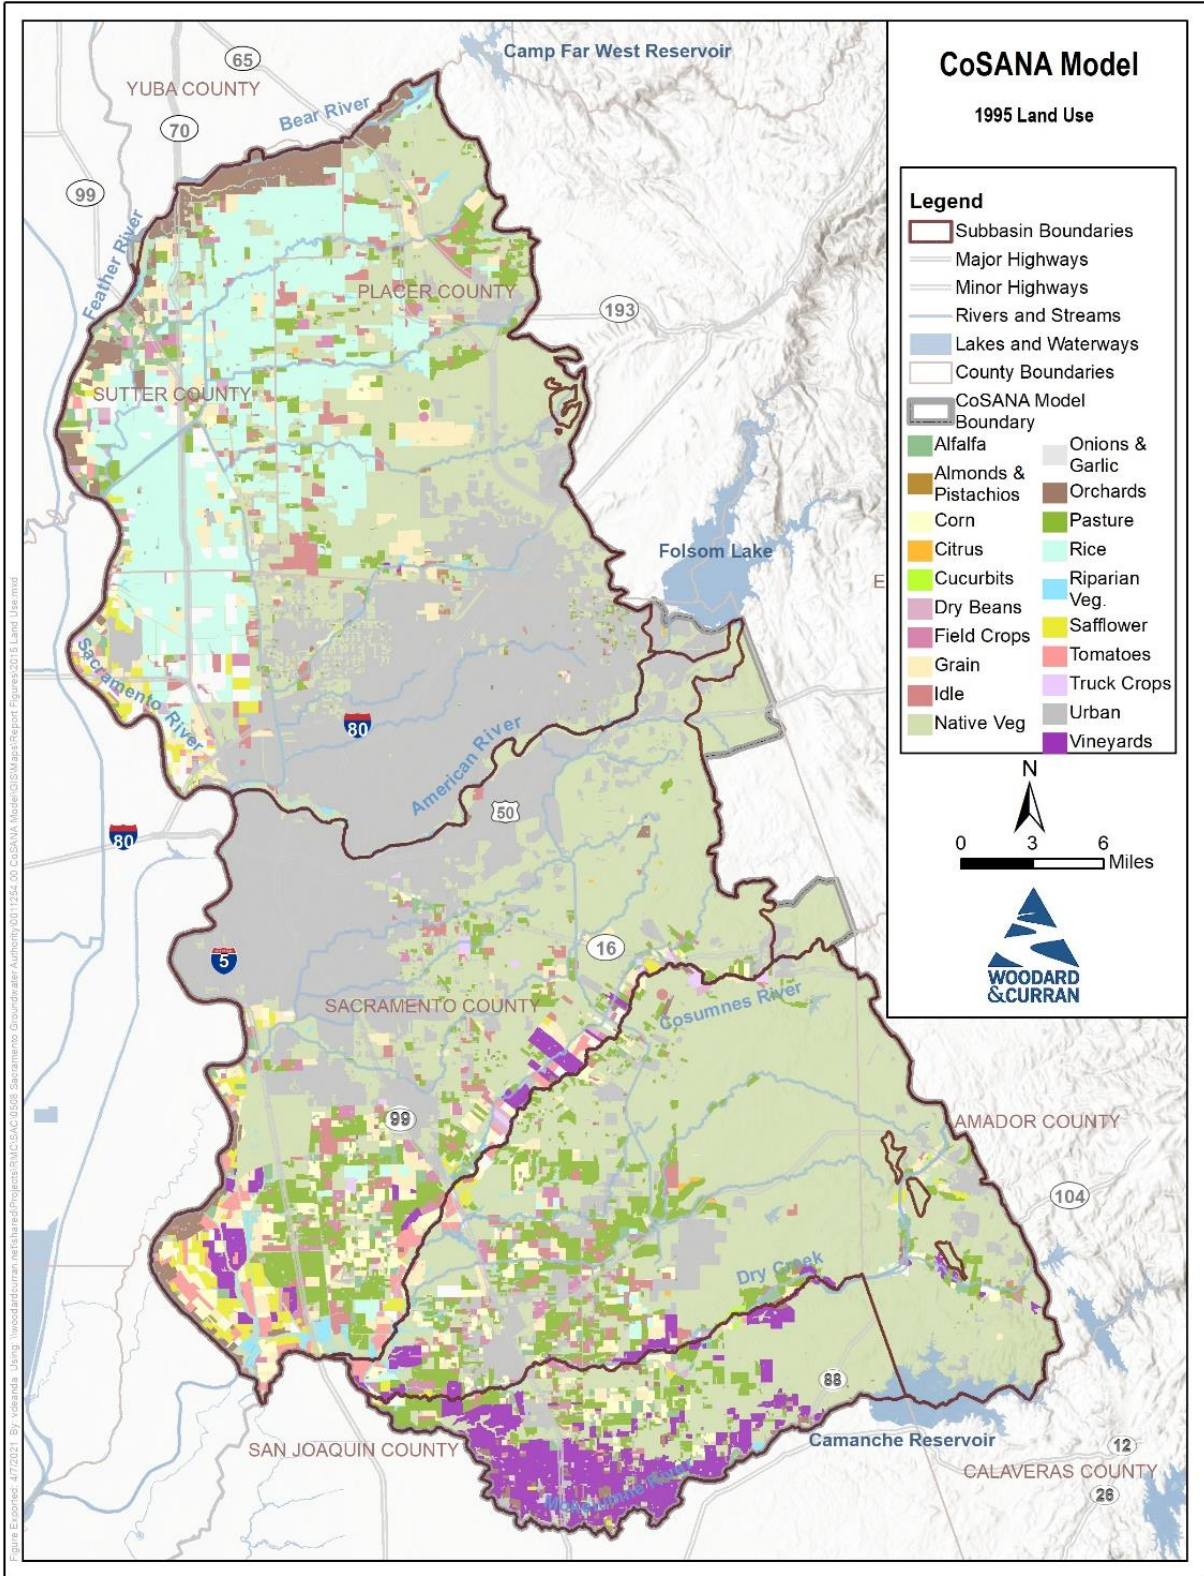 CoSANA Model
1995 Land Use
Legend
Subbasin Boundaries
Major Highways
Minor Highways
Rivers and Streams
Lakes and Waterways
County Boundaries
CoSANA Model
Boundary
Alfalfa
Almonds &
Pistachios
Corn
Citrus
Cucurbits
Dry Beans
Field Crops
Grain
Idle
Native Veg
Onions &
Garlic
Orchards
Pasture
Rice
Riparian
Veg.
Safflower
Tomatoes
Truck Crops
Urban
Vineyards
N
0 3 6
Miles
WOODARD
&CURRAN
Camp Far West Reservoir
65
YUBA COUNTY
70
Bear River
99
Feather River
PLACER COUNTY
193
SUTTER COUNTY
Folsom Lake
E
Sacramento River
80
American River
50
80
16
5
SACRAMENTO COUNTY
Cosumnes River
99
AMADOR COUNTY
104
Dry Creek
88
Camanche Reservoir
SAN JOAQUIN COUNTY
12
CALAVERAS COUNTY
26
Mokelumne River